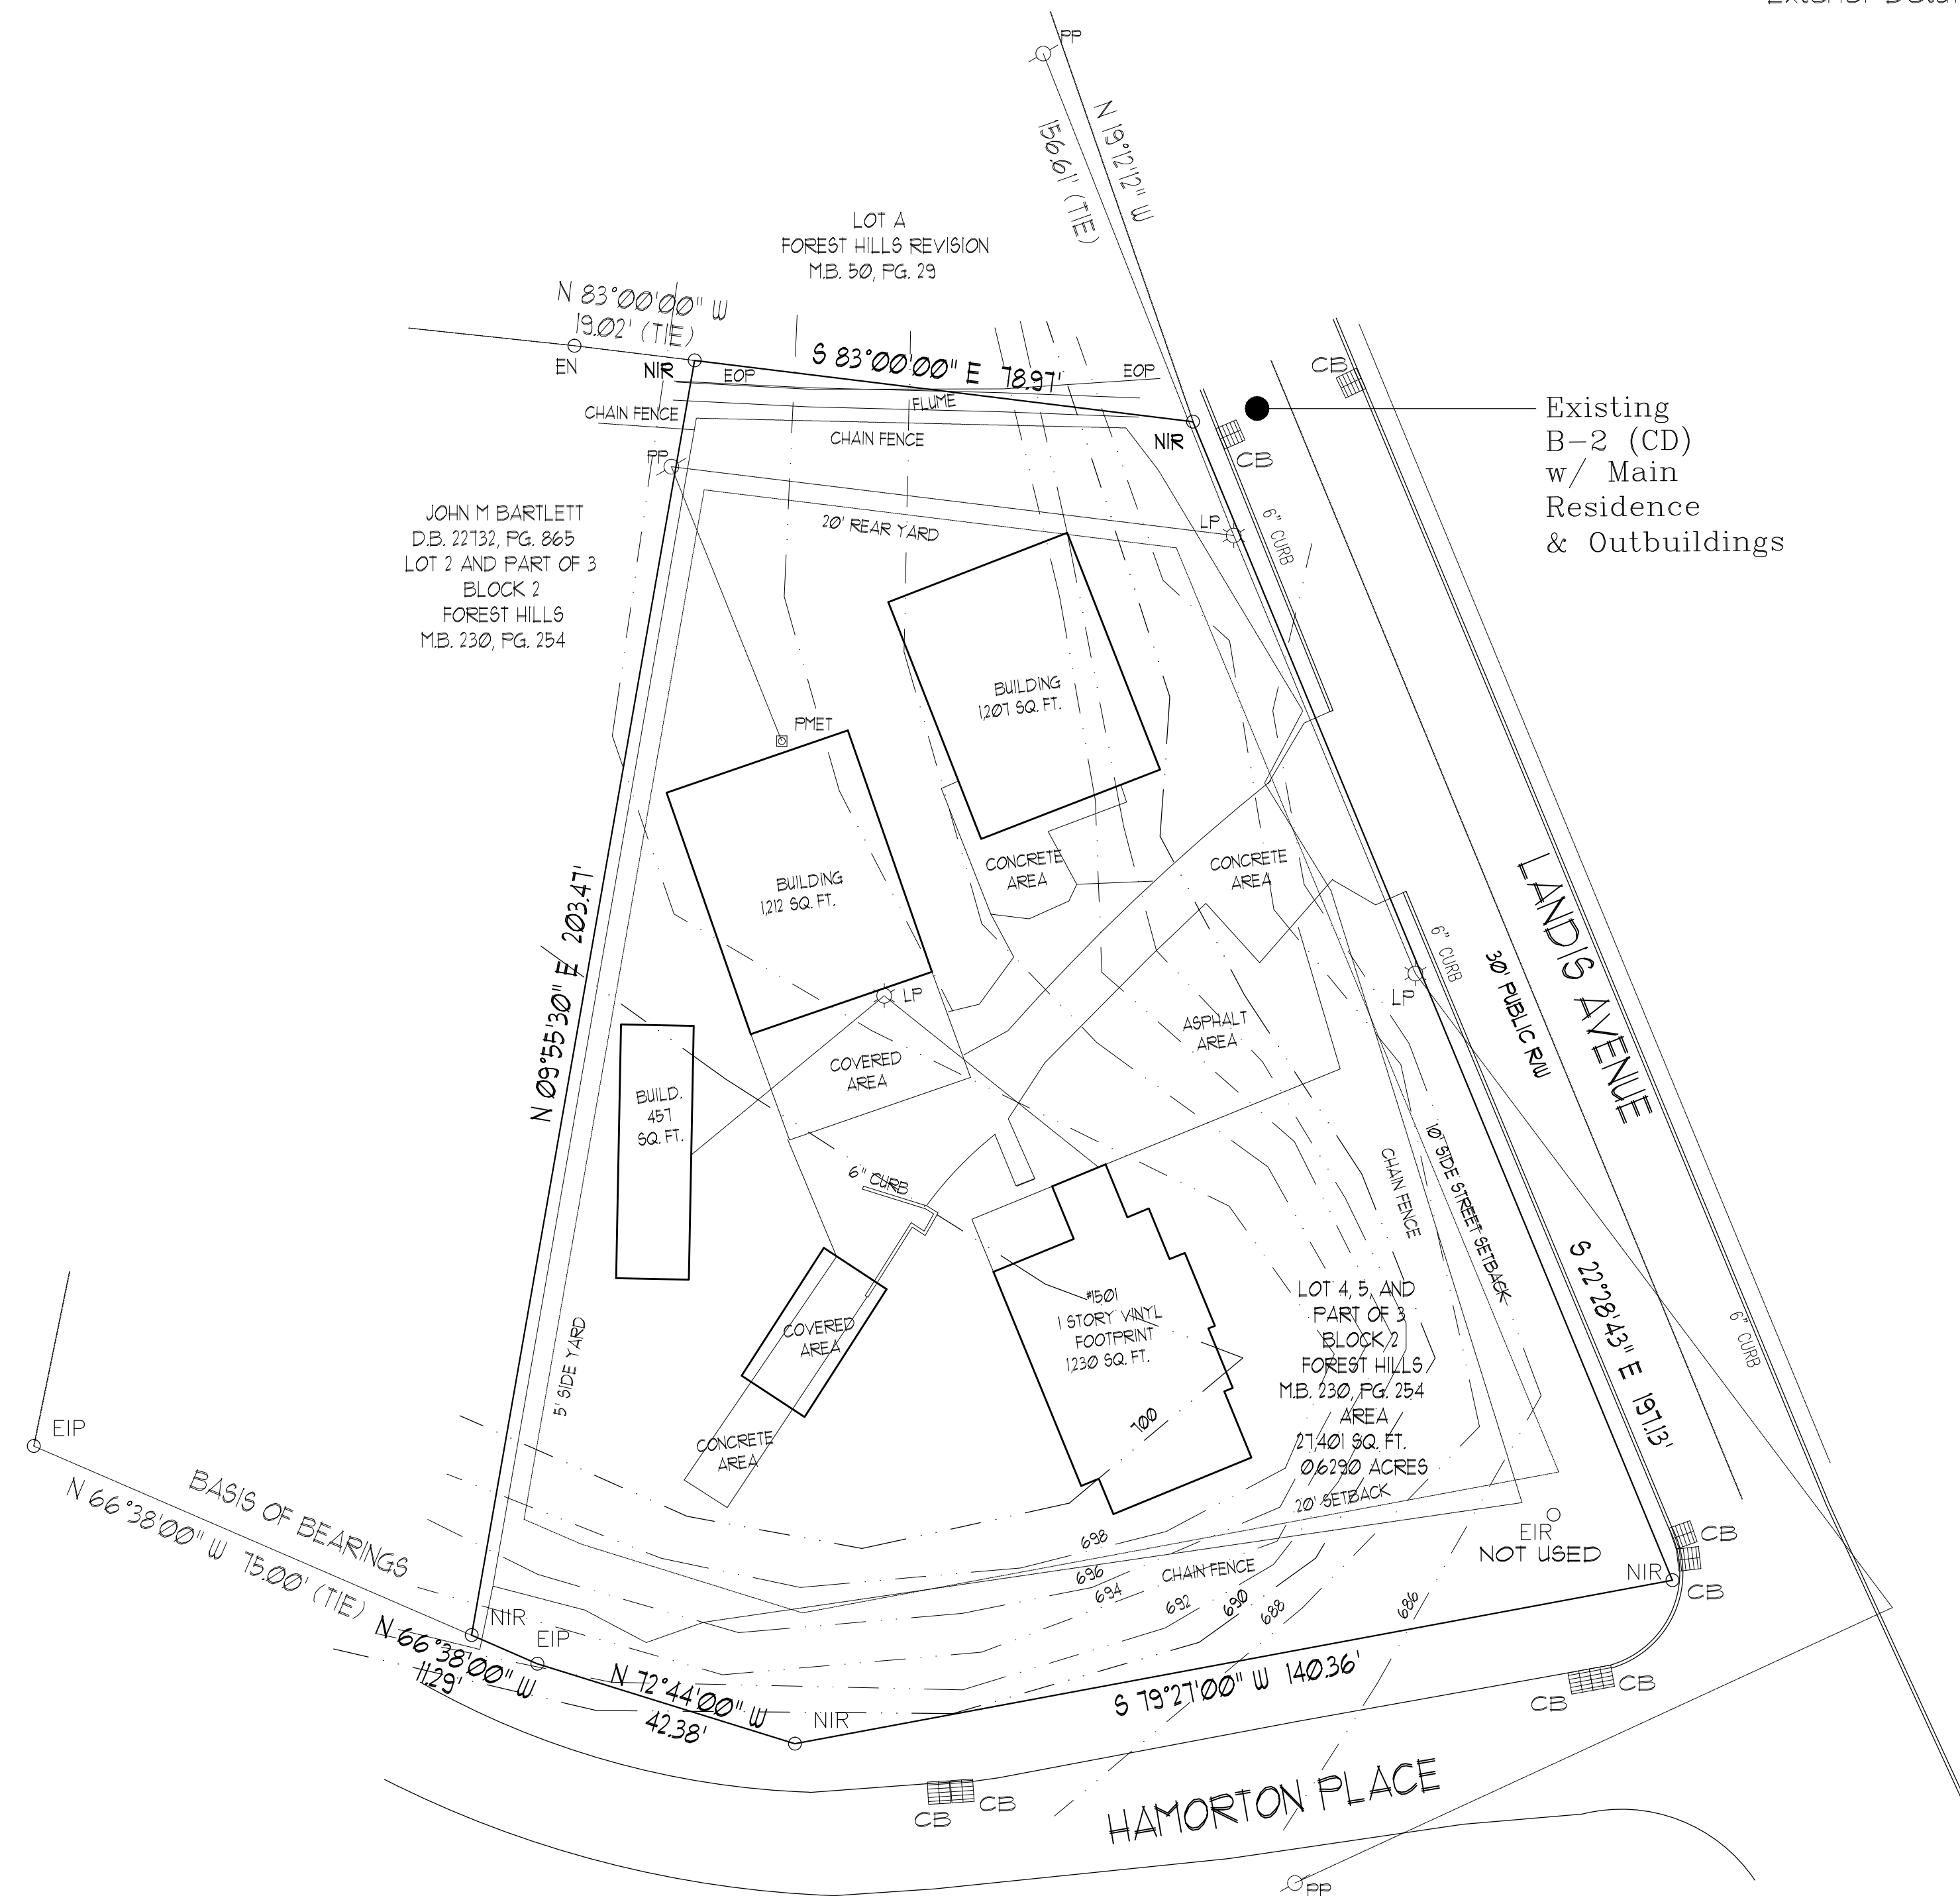 PP
N 19°12'12" W
156.61' (TIE)
LOT A
FOREST HILLS REVISION
M.B. 50, PG. 29
N 83°00'00" W
19.02' (TIE)
EN
NIR
EOP
S 83°00'00" E 78.97'
EOP
FLUME
CHAIN FENCE
CHAIN FENCE
NIR
CB
CB
Existing
B-2 (CD)
w/ Main
Residence
& Outbuildings
PP
20' REAR YARD
LP
6" CURB
JOHN M BARTLETT
D.B. 22732, PG. 865
LOT 2 AND PART OF 3
BLOCK 2
FOREST HILLS
M.B. 230, PG. 254
BUILDING
1,207 SQ. FT.
PMET
BUILDING
1,212 SQ. FT.
CONCRETE
AREA
CONCRETE
AREA
N 09°55'30" E 203.47'
LP
ASPHALT
AREA
COVERED
AREA
LP
6" CURB
30' PUBLIC R/W
LANDIS AVENUE
BUILD.
457
SQ. FT.
6" CURB
CHAIN FENCE
10' SIDE STREET SETBACK
S 22°28'43" E 197.13'
6" CURB
#1501
1 STORY VINYL
FOOTPRINT
1230 SQ. FT.
COVERED
AREA
LOT 4, 5, AND
PART OF 3
BLOCK 2
FOREST HILLS
M.B. 230, PG. 254
AREA
27,401 SQ. FT.
0.6290 ACRES
20' SETBACK
5' SIDE YARD
700
CONCRETE
AREA
EIP
BASIS OF BEARINGS
N 66°38'00" W 75.00' (TIE)
EIR
NOT USED
698
696
694
692
690
688
686
CHAIN FENCE
NIR
CB
CB
NIR
EIP
N 66°38'00" W
11.29'
N 72°44'00" W
42.38'
NIR
S 79°27'00" W 140.36'
CB
CB
CB
CB
HAMORTON PLACE
PP